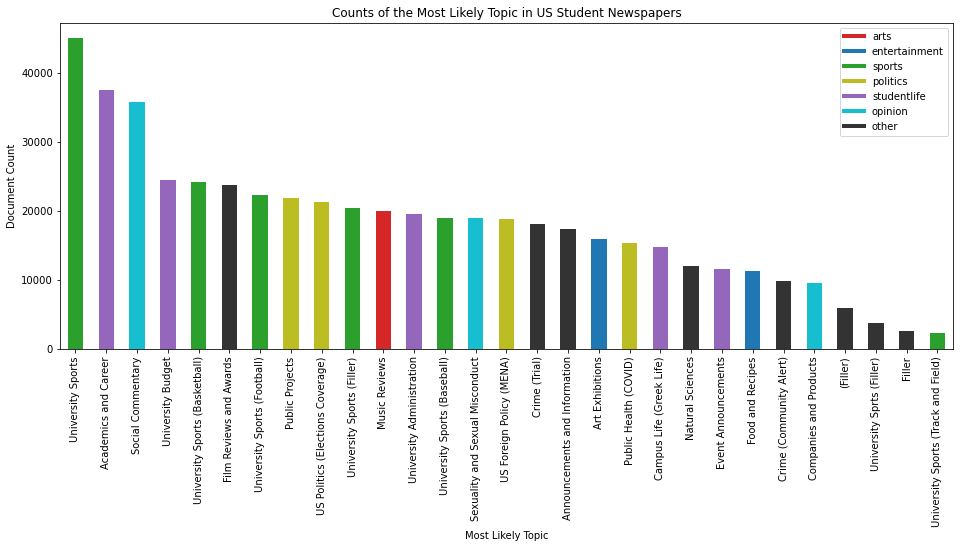 Counts of the Most Likely Topic in US Student Newspapers
arts
entertainment
sports
politics
studentlife
opinion
other
Document Count
40000
30000
20000
10000
0
University Sports
Academics and Career
Social Commentary
University Budget
University Sports (Basketball)
Film Reviews and Awards
University Sports (Football)
Public Projects
US Politics (Elections Coverage)
University Sports (Filler)
Music Reviews
University Administration
University Sports (Baseball)
Sexuality and Sexual Misconduct
US Foreign Policy (MENA)
Crime (Trial)
Announcements and Information
Art Exhibitions
Public Health (COVID)
Campus Life (Greek Life)
Natural Sciences
Event Announcements
Food and Recipes
Crime (Community Alert)
Companies and Products
(Filler)
University Sprts (Filler)
Filler
University Sports (Track and Field)
Most Likely Topic